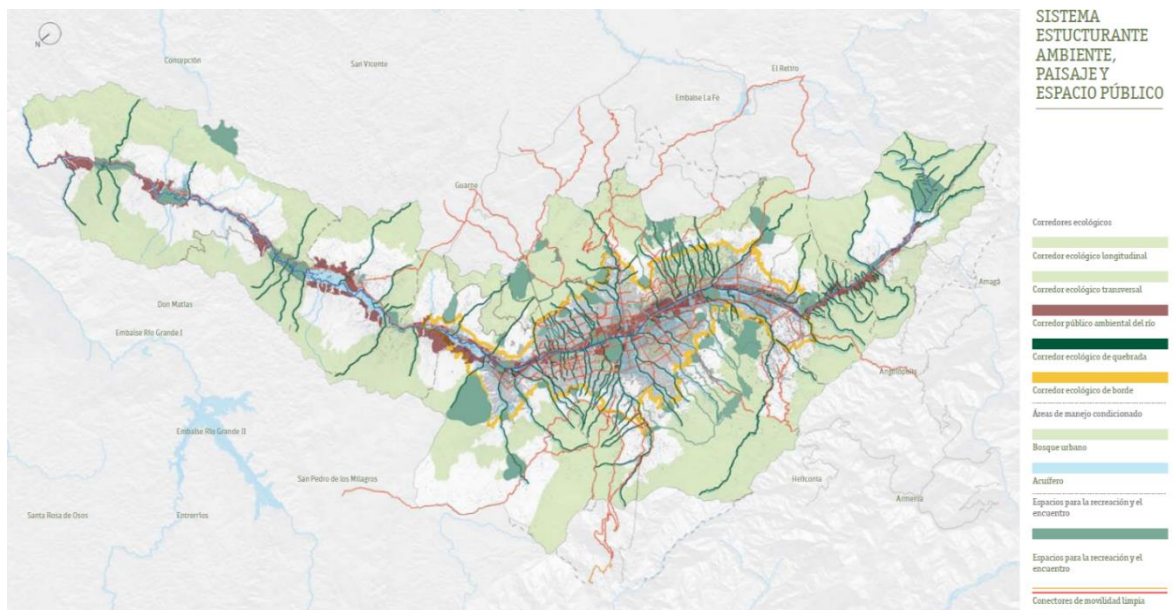 SISTEMA
ESTUCTURANTE
AMBIENTE,
PAISAJE Y
ESPACIO PÚBLICO
N
Concepción
San Vicente
El Retiro
Embalse La Fe
Guarne
Amagá
Don Matías
Embalse Río Grande I
Angelópolis
Embalse Río Grande II
San Pedro de los Milagros
Heliconia
Armenia
Santa Rosa de Osos
Entrerríos
Corredores ecológicos
Corredor ecológico longitudinal
Corredor ecológico transversal
Corredor público ambiental del río
Corredor ecológico de quebrada
Corredor ecológico de borde
Áreas de manejo condicionado
Bosque urbano
Acuífero
Espacios para la recreación y el
encuentro
Espacios para la recreación y el
encuentro
Conectores de movilidad limpia